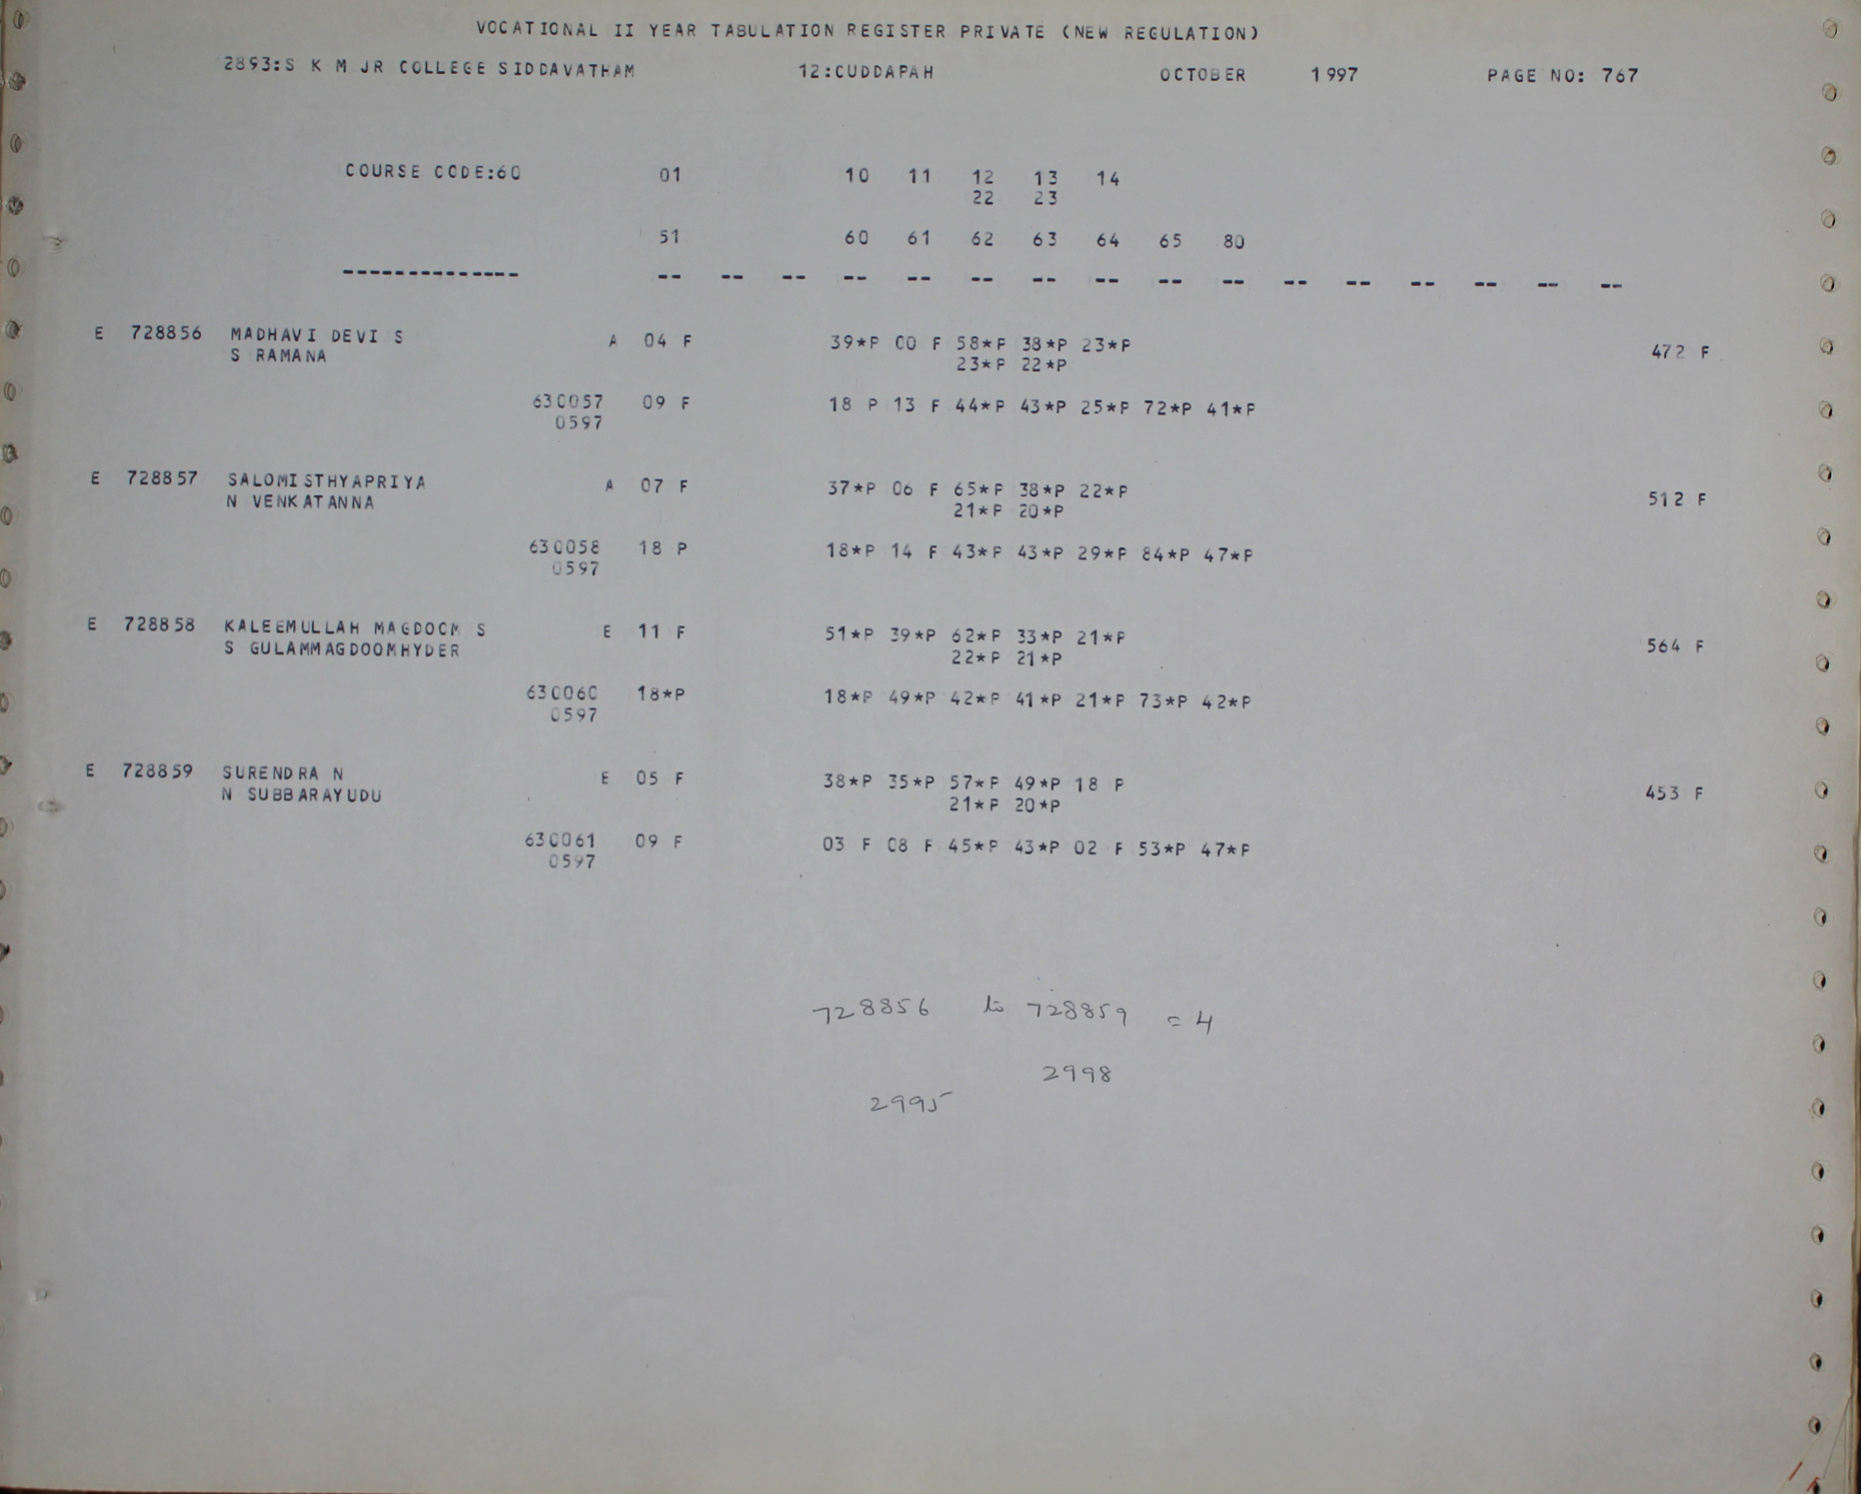 VOCATIONAL II YEAR TABULATION REGISTER PRIVATE (NEW REGULATION)
2893:S K M JR COLLEGE SIDDAVATHAM 12:CUDDAPAH OCTOBER 1997 PAGE NO: 767
COURSE CODE:60 01 10 11 12 13 14
22 23
51 60 61 62 63 64 65 80
-------------- -- -- -- -- -- -- -- -- -- -- -- -- -- -- -- --
E 728856 MADHAVI DEVI S A 04 F 39*P 00 F 58*P 38*P 23*P 472 F
S RAMANA 23*P 22*P
630057 09 F 18 P 13 F 44*P 43*P 25*P 72*P 41*P
0597
E 728857 SALOMISTHYAPRIYA A 07 F 37*P 06 F 65*P 38*P 22*P 512 F
N VENKATANNA 21*P 20*P
630058 18 P 18*P 14 F 43*P 43*P 29*P 84*P 47*P
0597
E 728858 KALEEMULLAH MAGDOOM S E 11 F 51*P 39*P 62*P 33*P 21*P 564 F
S GULAMMAGDOOMHYDER 22*P 21*P
630060 18*P 18*P 49*P 42*P 41*P 21*P 73*P 42*P
0597
E 728859 SURENDRA N E 05 F 38*P 35*P 57*P 49*P 18 P 453 F
N SUBBARAYUDU 21*P 20*P
630061 09 F 03 F 08 F 45*P 43*P 02 F 53*P 47*P
0597
728856 to 728859 = 4
2998
2995